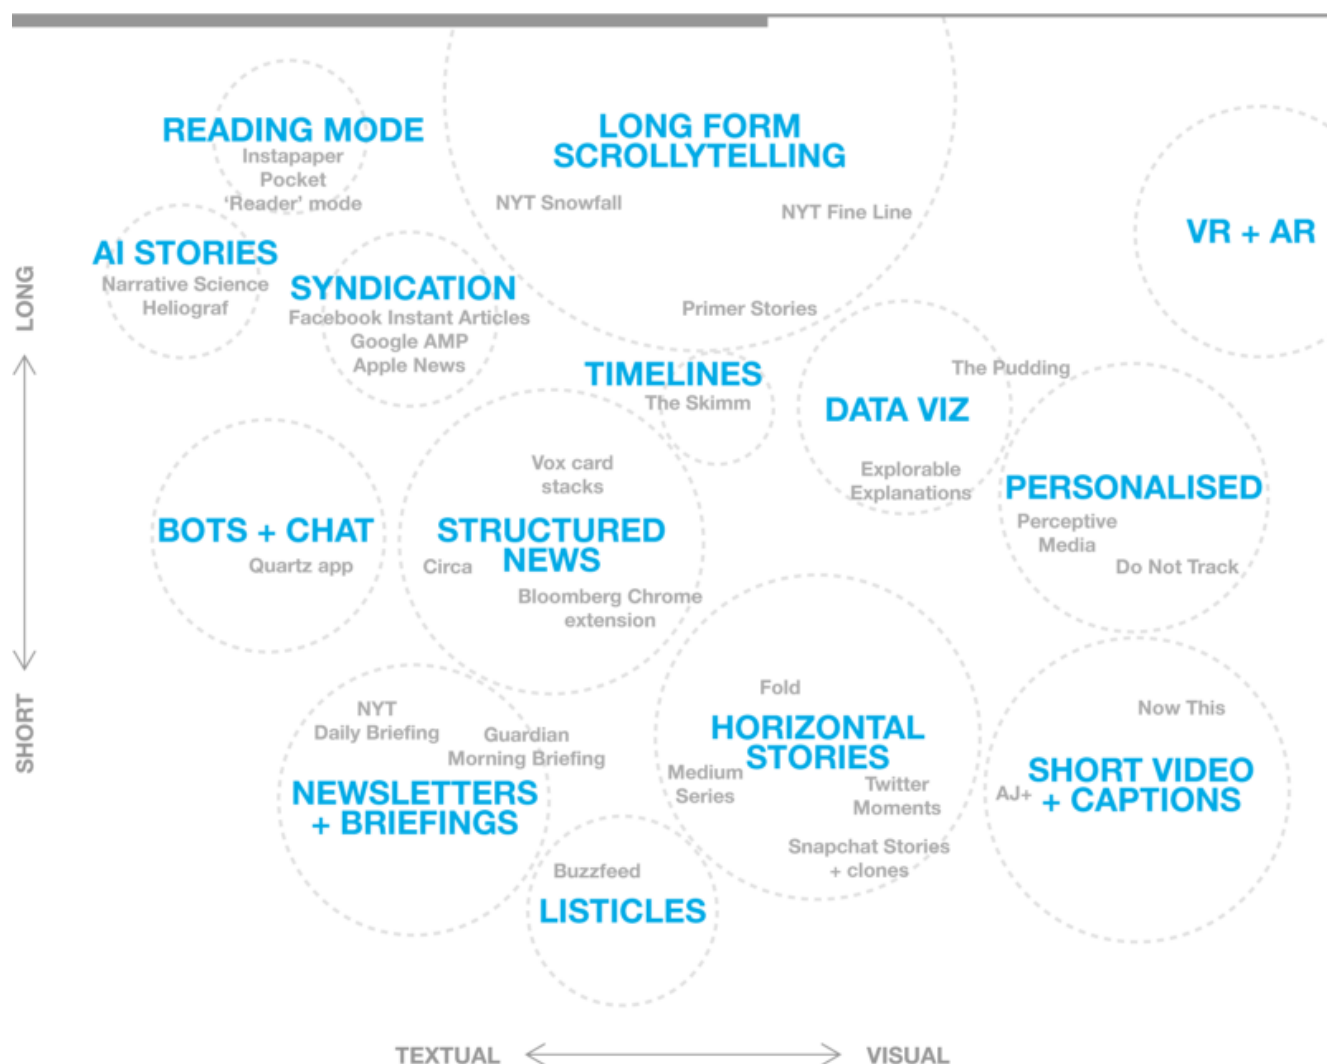 READING MODE
Instapaper
Pocket
‘Reader’ mode
LONG FORM
SCROLLYTELLING
NYT Snowfall
NYT Fine Line
Primer Stories
VR + AR
AI STORIES
Narrative Science
Heliograf
SYNDICATION
Facebook Instant Articles
Google AMP
Apple News
TIMELINES
The Skimm
DATA VIZ
The Pudding
Explorable
Explanations
PERSONALISED
Perceptive
Media
Do Not Track
BOTS + CHAT
Quartz app
Vox card
stacks
STRUCTURED
NEWS
Circa
Bloomberg Chrome
extension
NYT
Daily Briefing
Guardian
Morning Briefing
NEWSLETTERS
+ BRIEFINGS
Fold
HORIZONTAL
STORIES
Medium
Series
Twitter
Moments
Snapchat Stories
+ clones
Now This
SHORT VIDEO
+ CAPTIONS
AJ+
Buzzfeed
LISTICLES
LONG
SHORT
TEXTUAL
VISUAL